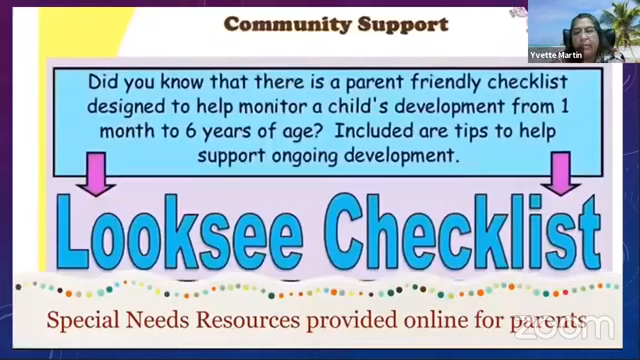 Community Support
Yvette Martin
Did you know that there is a parent friendly checklist
designed to help monitor a child's development from 1
month to 6 years of age? Included are tips to help
support ongoing development.
Looksee Checklist
Special Needs Resources provided online for parents
zoom